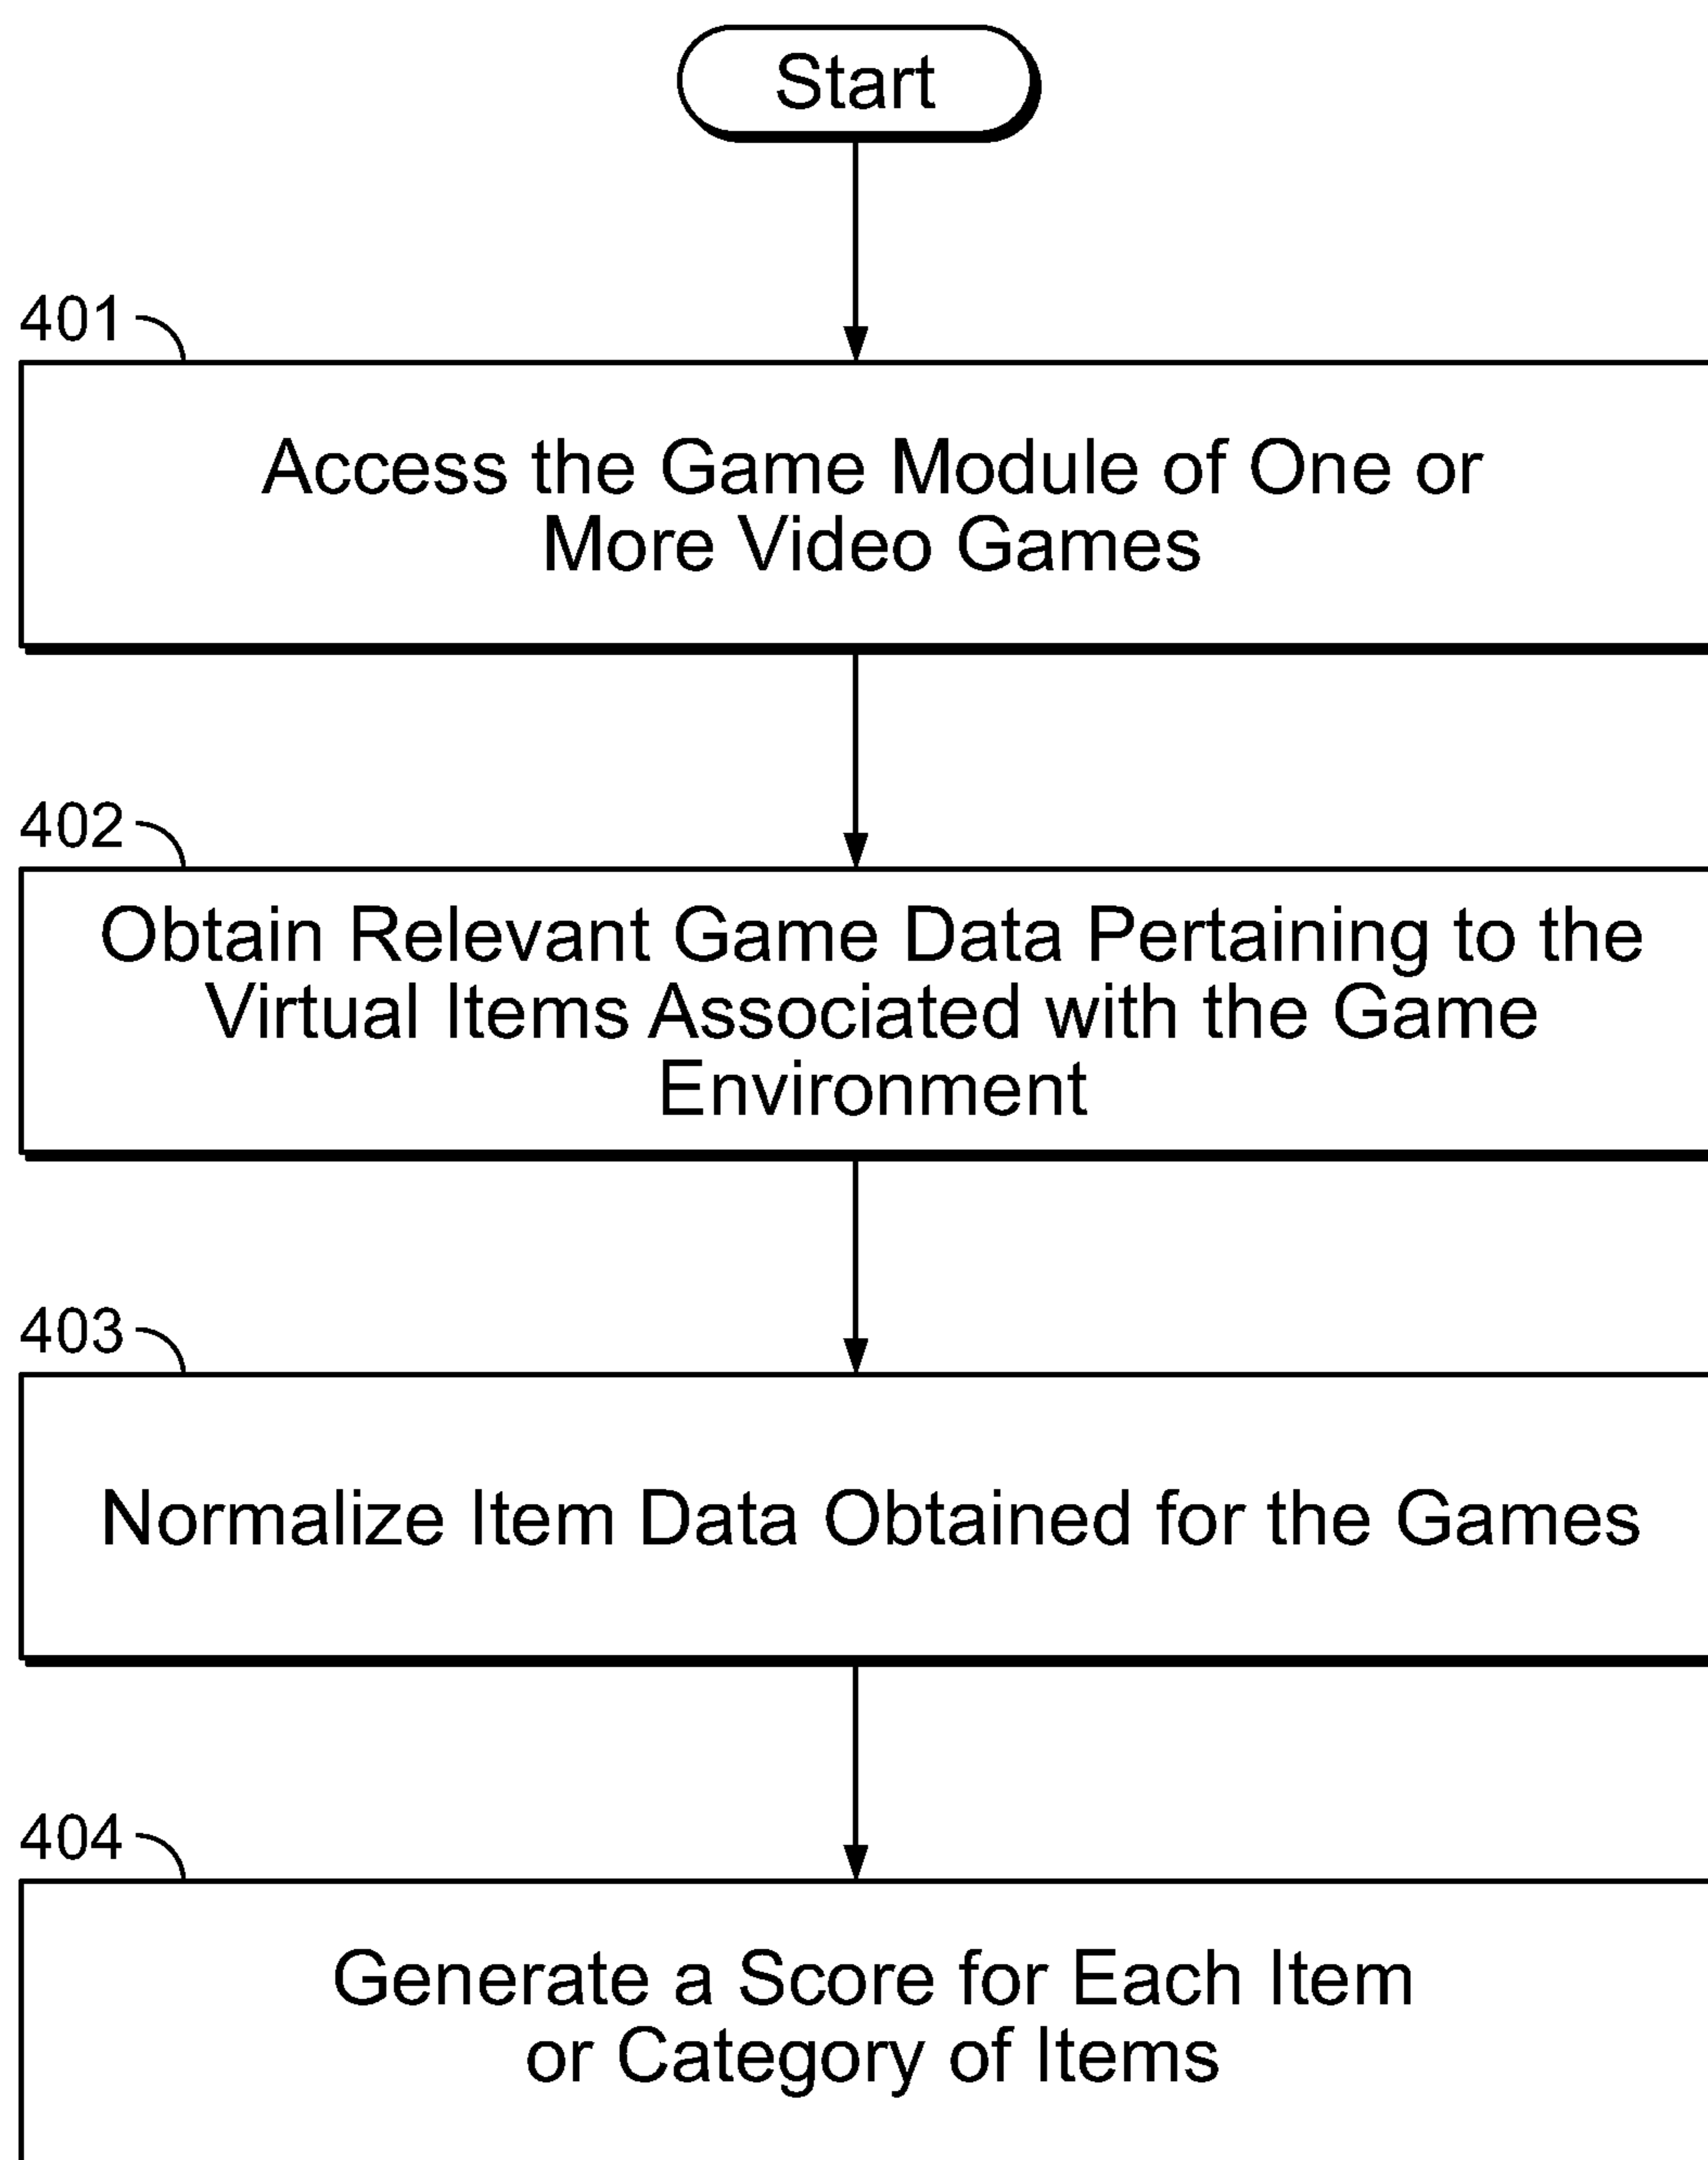 Start
401
Access the Game Module of One or
More Video Games
402
Obtain Relevant Game Data Pertaining to the
Virtual Items Associated with the Game
Environment
403
Normalize Item Data Obtained for the Games
404
Generate a Score for Each Item
or Category of Items